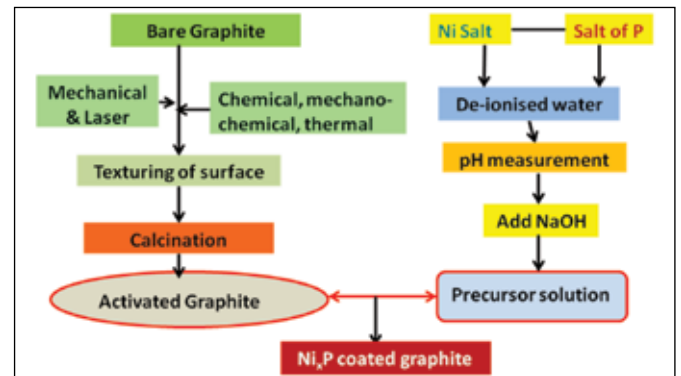 Bare Graphite
Mechanical
& Laser
Chemical, mechano-
chemical, thermal
Texturing of surface
Calcination
Activated Graphite
Ni Salt
Salt of P
De-ionised water
pH measurement
Add NaOH
Precursor solution
NiₓP coated graphite